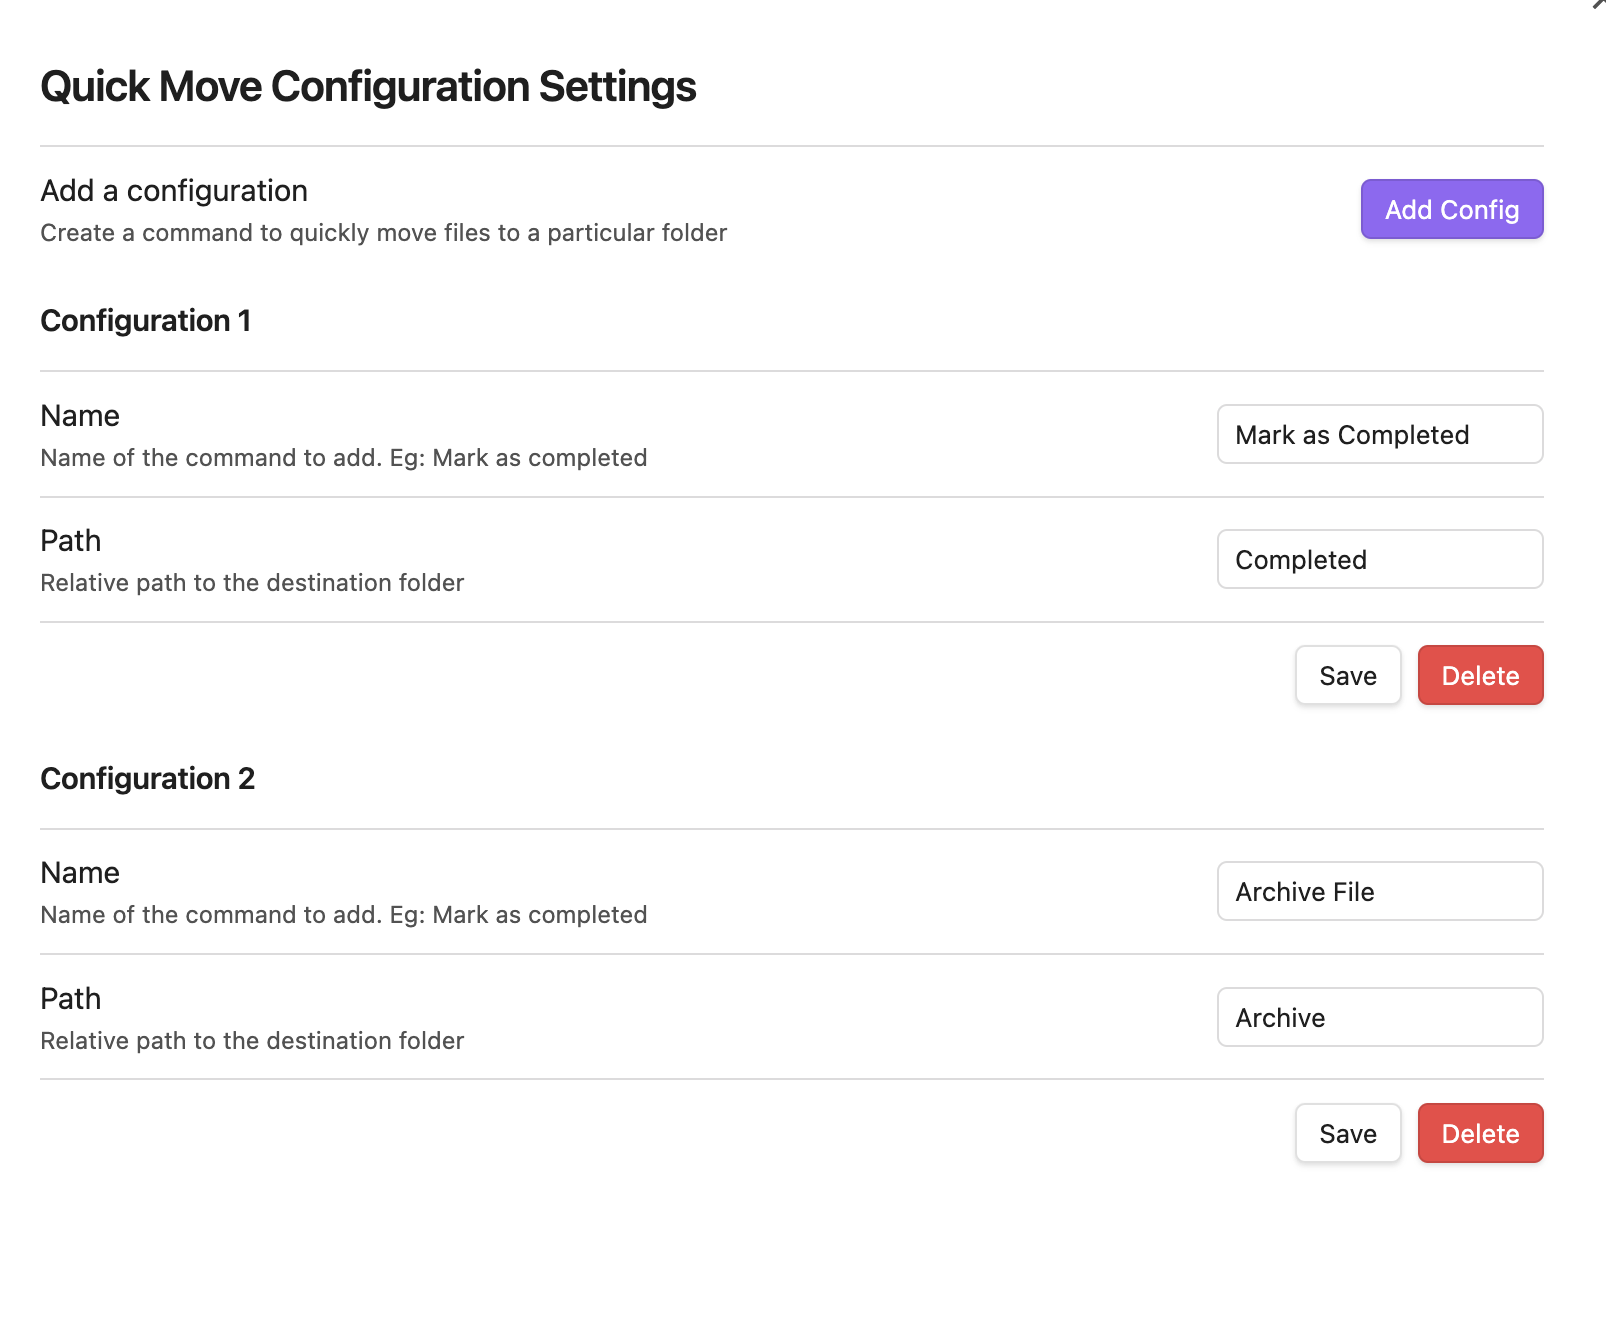 Quick Move Configuration Settings
Add a configuration
Create a command to quickly move files to a particular folder
Add Config
Configuration 1
Name
Name of the command to add. Eg: Mark as completed
Mark as Completed
Path
Relative path to the destination folder
Completed
Save
Delete
Configuration 2
Name
Name of the command to add. Eg: Mark as completed
Archive File
Path
Relative path to the destination folder
Archive
Save
Delete